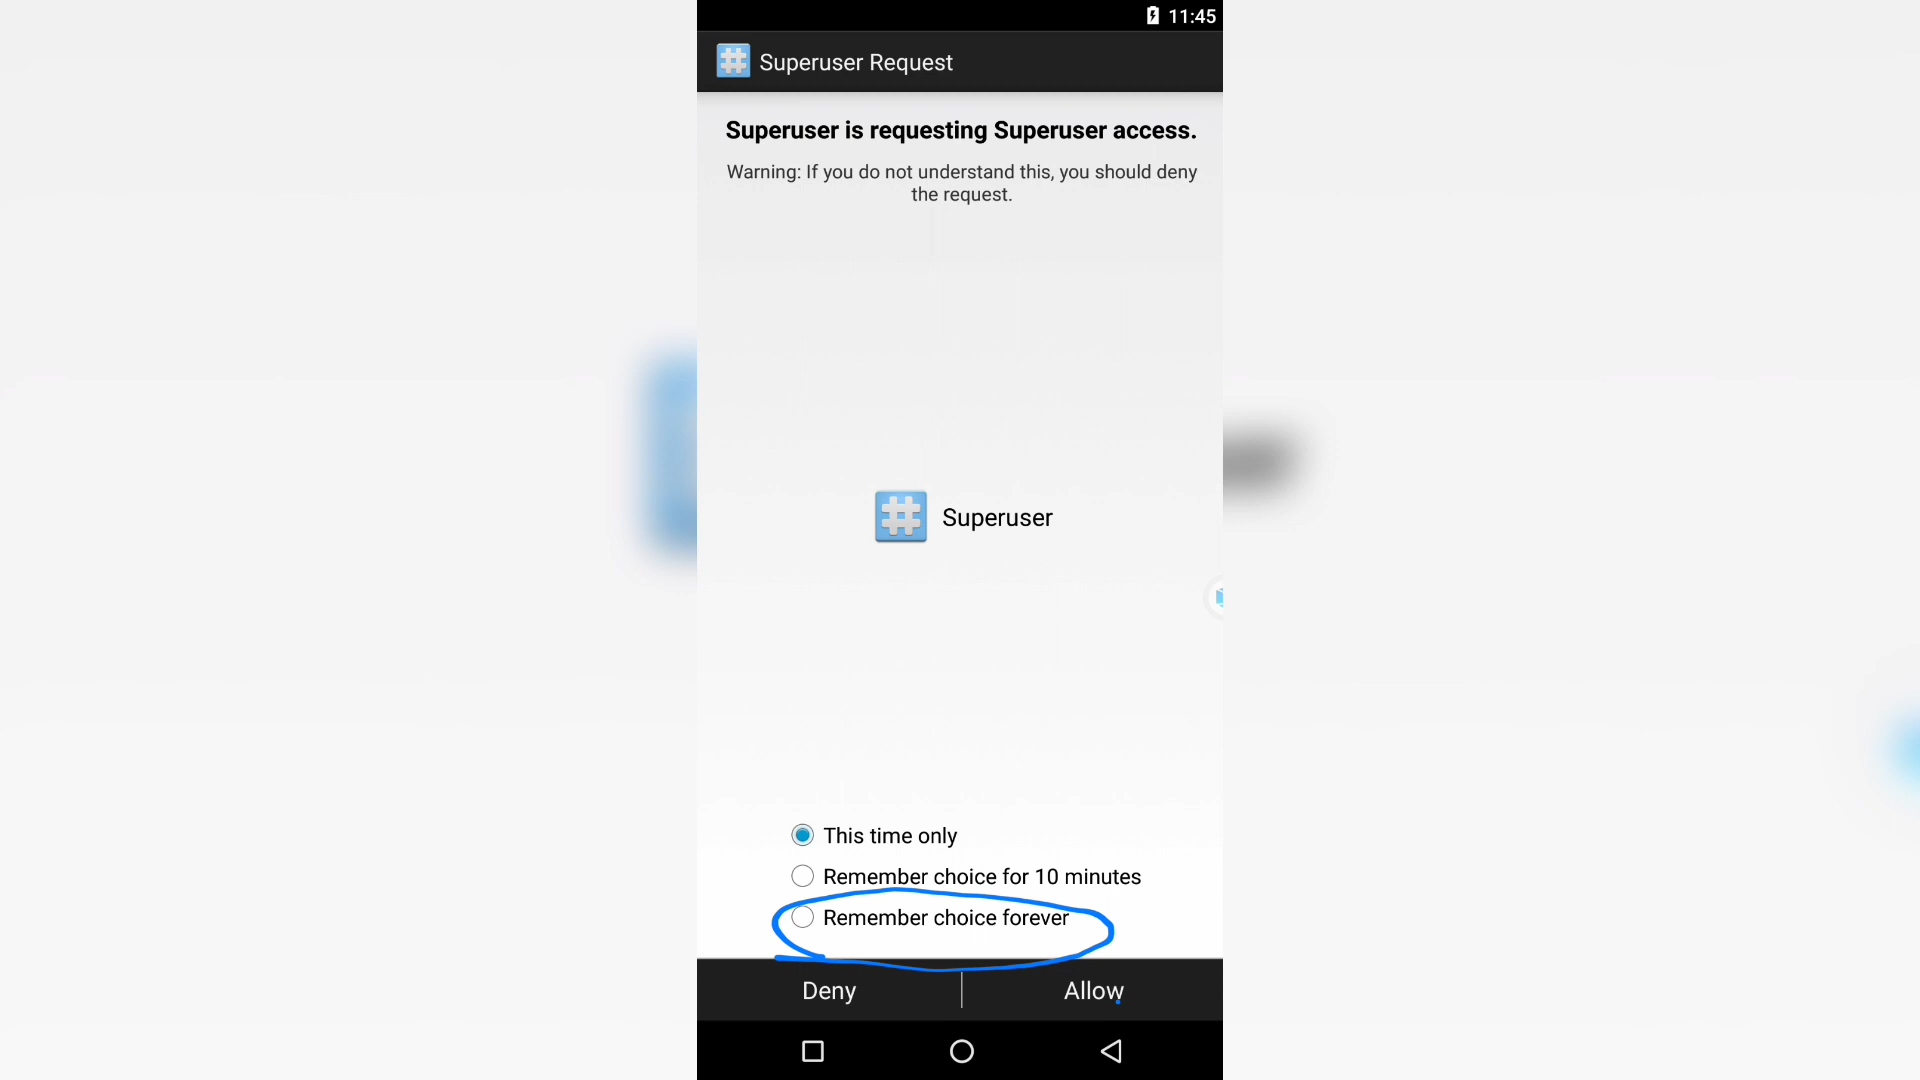 11:45
Superuser Request
Superuser is requesting Superuser access.
Warning: If you do not understand this, you should deny
the request.
Superuser
This time only
Remember choice for 10 minutes
Remember choice forever
Deny
Allow